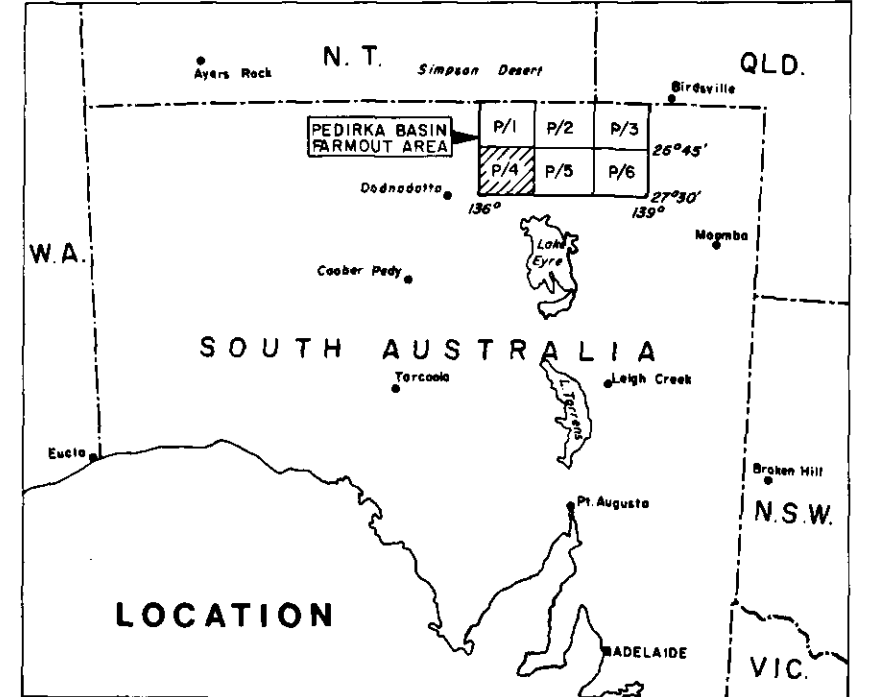 N. T.
Simpson Desert
QLD.
Ayers Rock
Birdsville
PEDIRKA BASIN
FARMOUT AREA
P/1 P/2 P/3
26°45'
P/4 P/5 P/6
27°30'
Oodnadatta
136°
139°
W.A.
Moomba
Lake
Eyre
Coober Pedy
SOUTH AUSTRALIA
Tarcoola
Leigh Creek
L. Torrens
Eucla
Broken Hill
Pt. Augusta
N.S.W.
LOCATION
ADELAIDE
VIC.